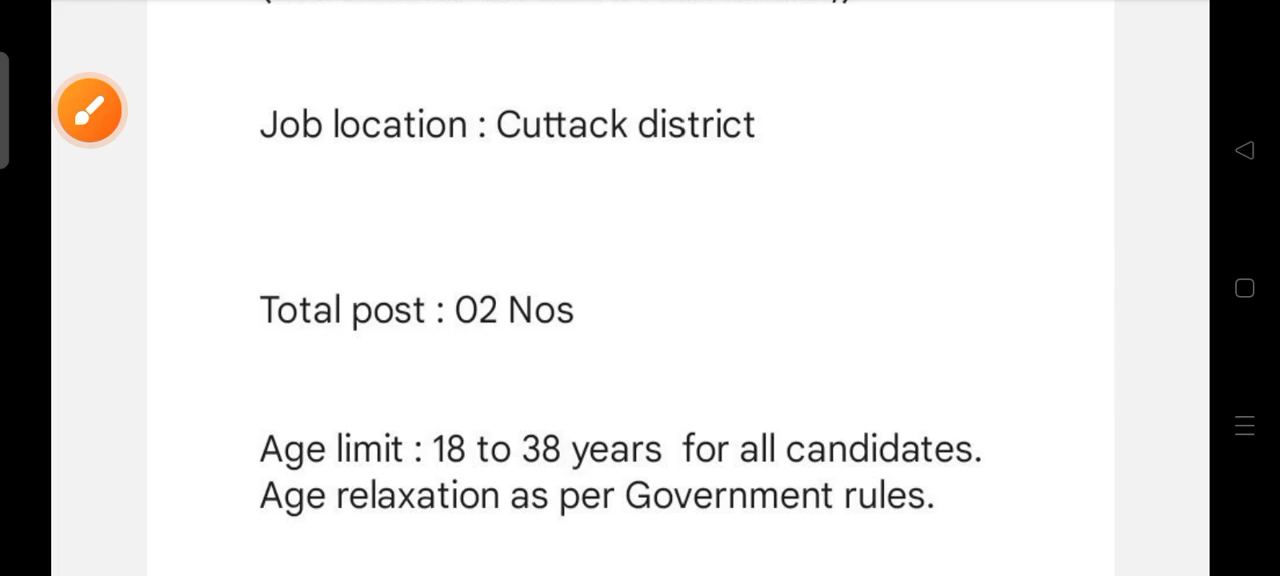 Job location : Cuttack district
Total post : 02 Nos
Age limit : 18 to 38 years  for all candidates.
Age relaxation as per Government rules.